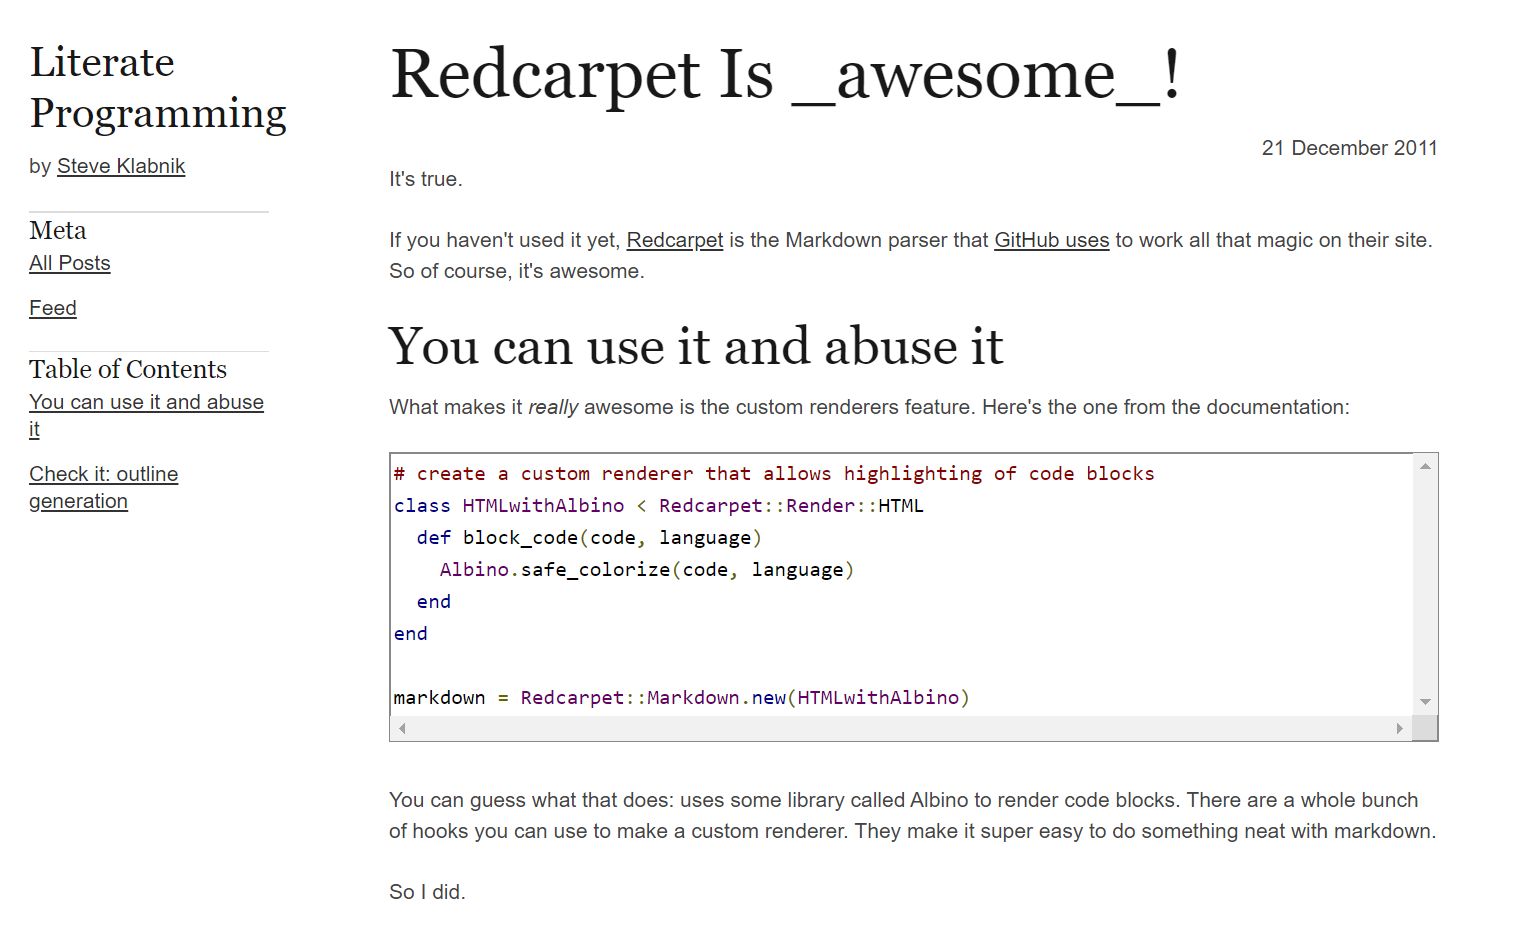 Literate
Programming
by Steve Klabnik
Meta
All Posts
Feed
Table of Contents
You can use it and abuse
it
Check it: outline
generation
Redcarpet Is _awesome_!
21 December 2011
It's true.
If you haven't used it yet, Redcarpet is the Markdown parser that GitHub uses to work all that magic on their site.
So of course, it's awesome.
You can use it and abuse it
What makes it really awesome is the custom renderers feature. Here's the one from the documentation:
# create a custom renderer that allows highlighting of code blocks
class HTMLwithAlbino < Redcarpet::Render::HTML
  def block_code(code, language)
    Albino.safe_colorize(code, language)
  end
end
markdown = Redcarpet::Markdown.new(HTMLwithAlbino)
You can guess what that does: uses some library called Albino to render code blocks. There are a whole bunch
of hooks you can use to make a custom renderer. They make it super easy to do something neat with markdown.
So I did.